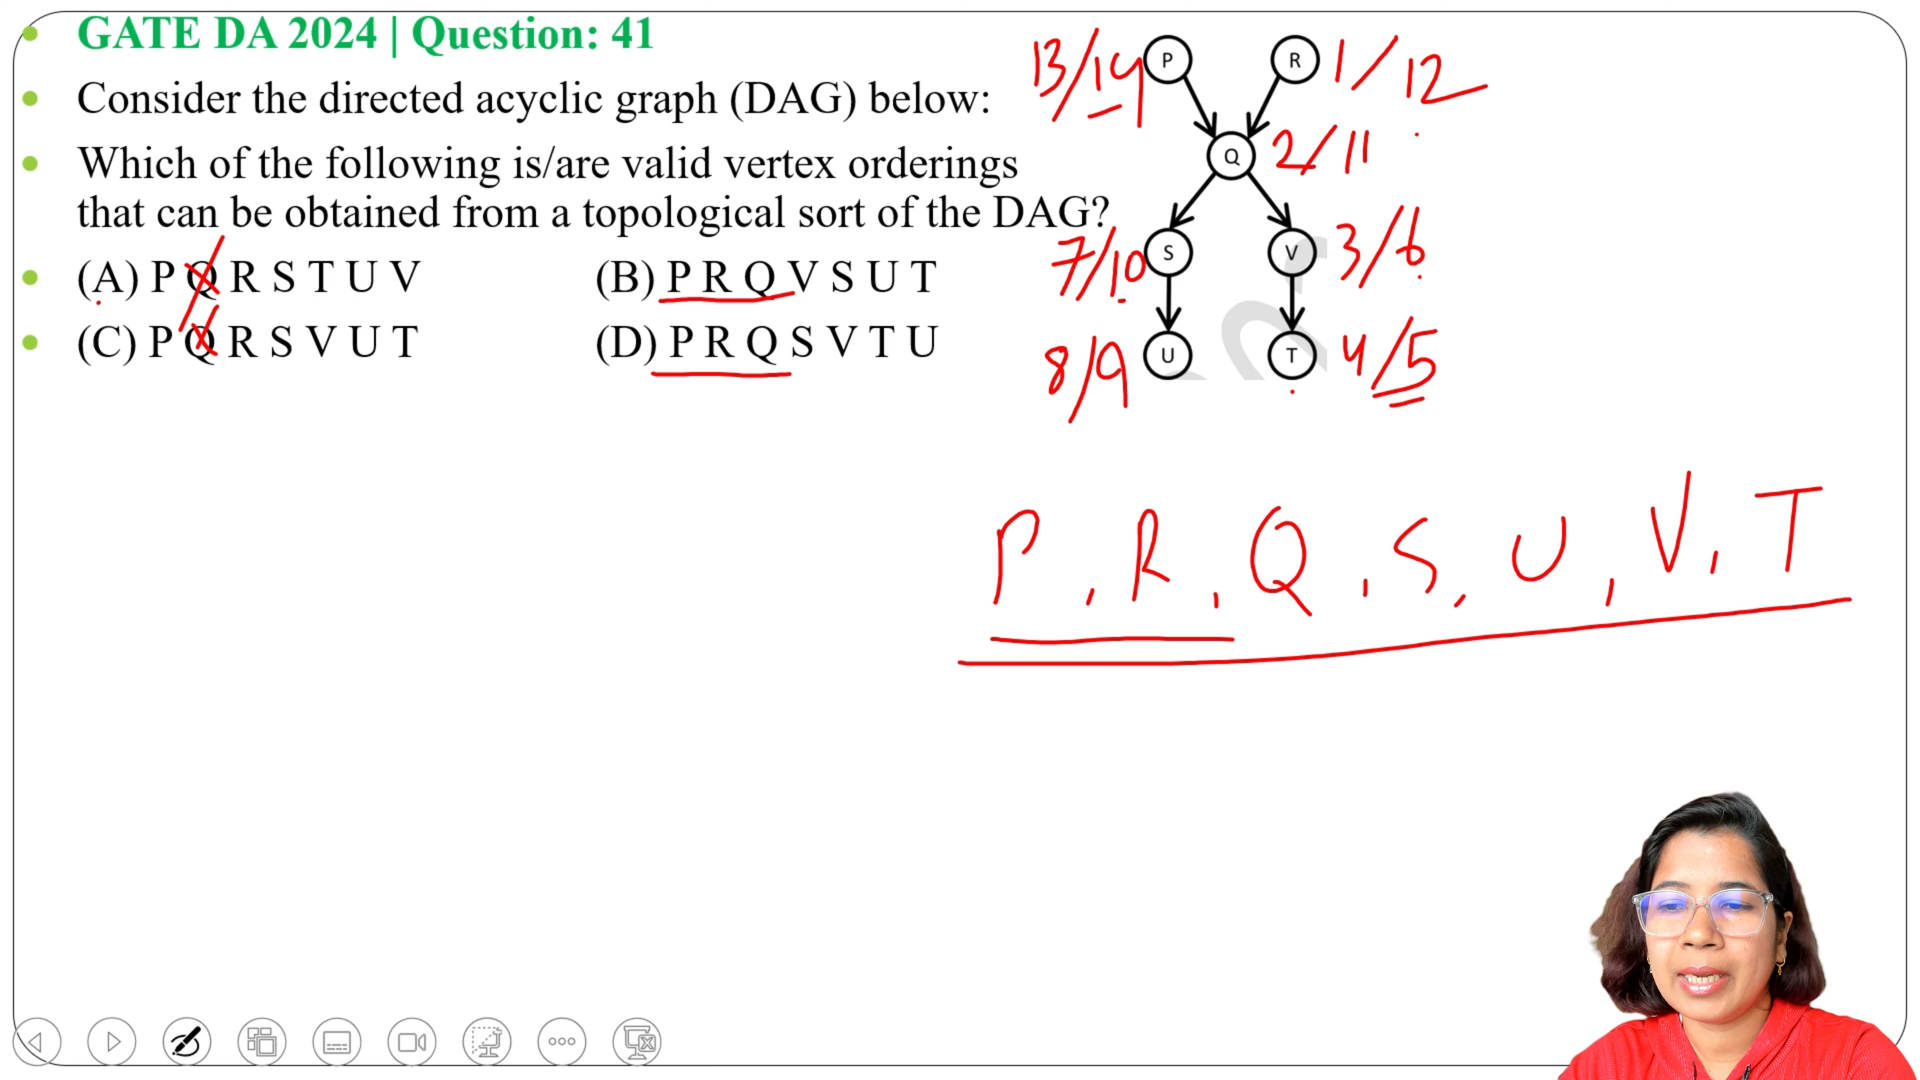 GATE DA 2024 | Question: 41
Consider the directed acyclic graph (DAG) below:
Which of the following is/are valid vertex orderings
that can be obtained from a topological sort of the DAG?
(A) P Q R S T U V (B) P R Q V S U T
(C) P Q R S V U T (D) P R Q S V T U
13/14 P R 1/12
Q 2/11
7/10 S V 3/6
8/9 U T 4/5
P, R, Q, S, U, V, T